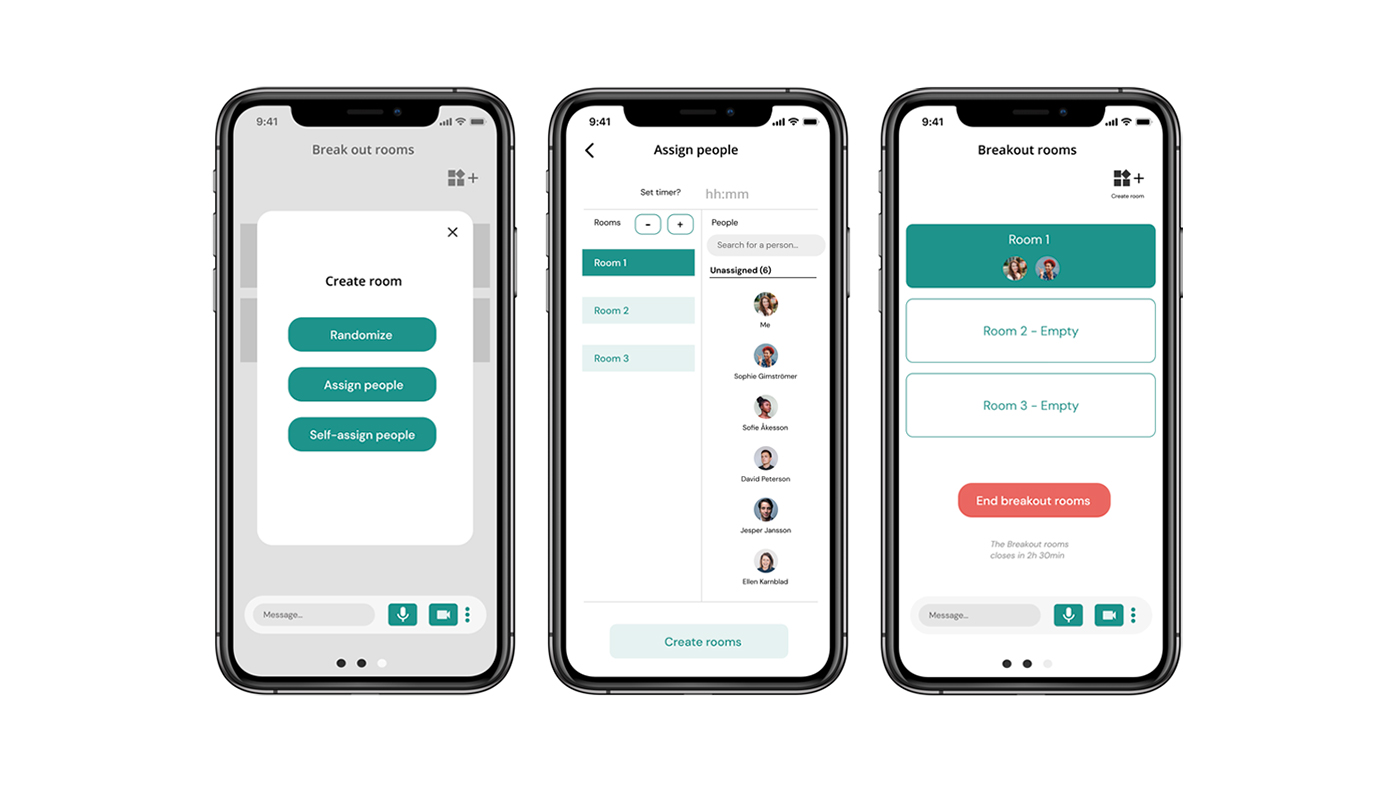 9:41
Break out rooms
Create room
Randomize
Assign people
Self-assign people
Message...
9:41
Assign people
Set timer? hh:mm
Rooms - +
Room 1
Room 2
Room 3
People
Search for a person...
Unassigned (6)
Me
Sophie Gimströmer
Sofie Åkesson
David Peterson
Jesper Jansson
Ellen Karnblad
Create rooms
9:41
Breakout rooms
Create room
Room 1
Room 2 - Empty
Room 3 - Empty
End breakout rooms
The Breakout rooms
closes in 2h 30min
Message...